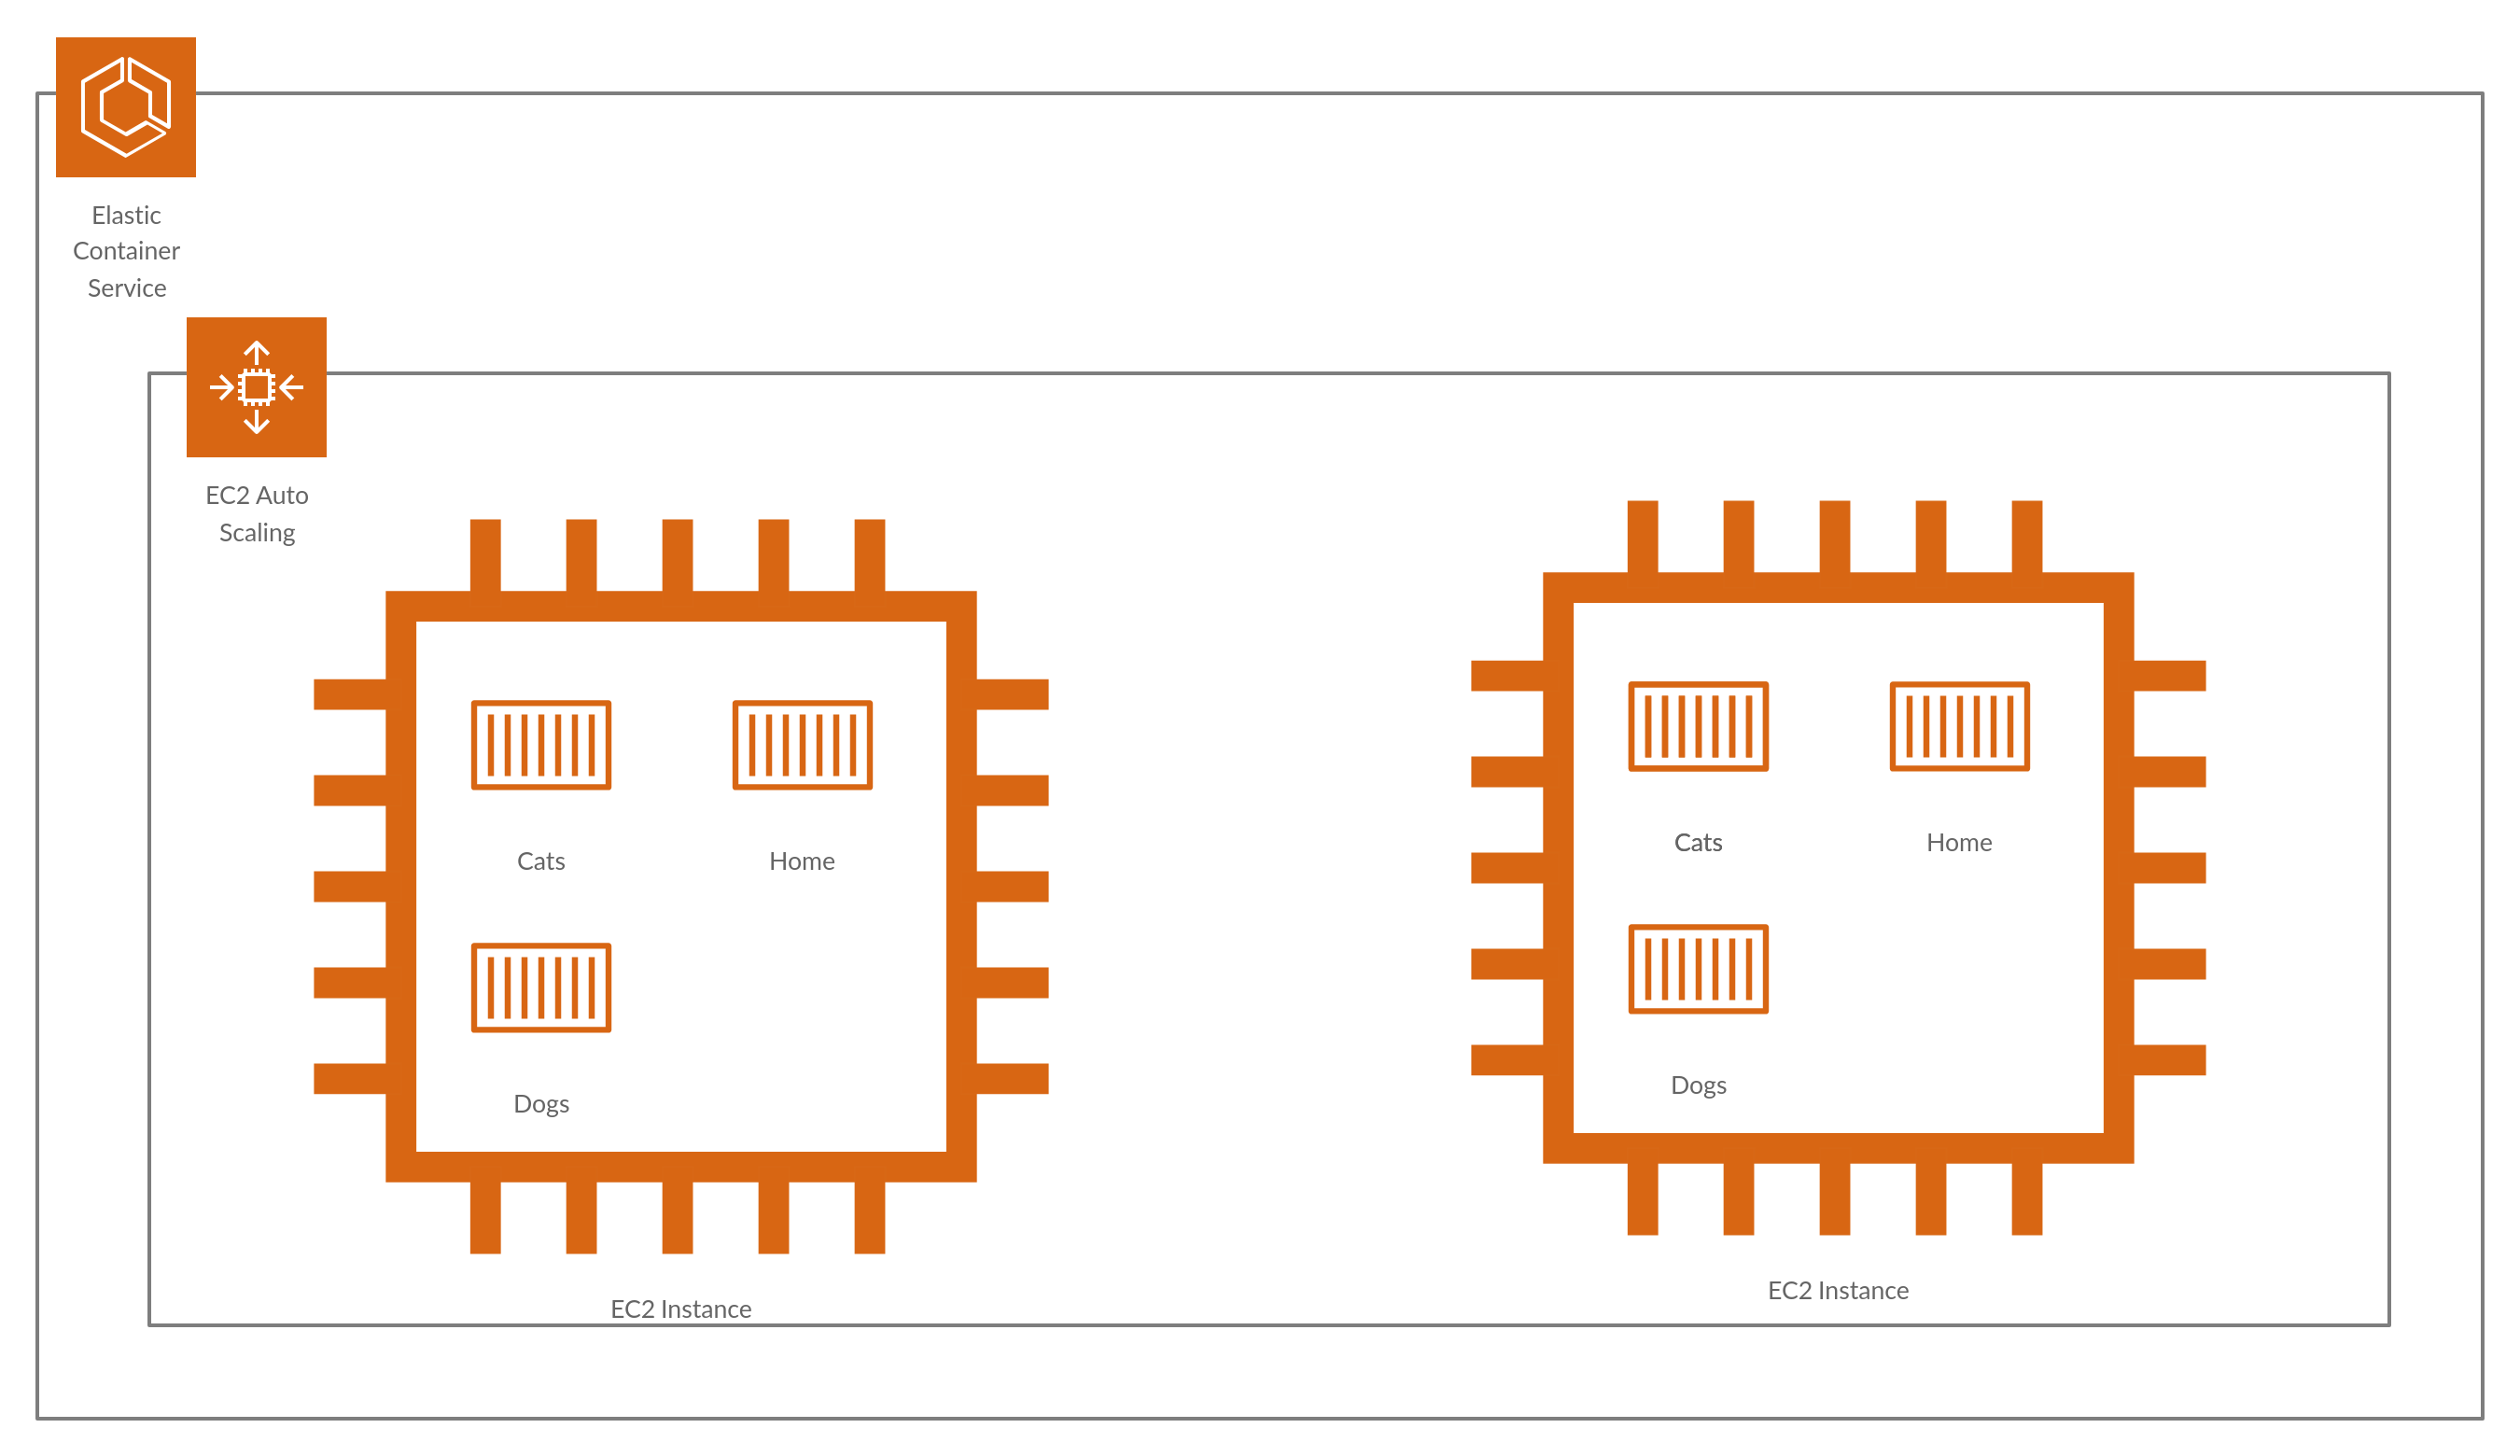 Elastic
Container
Service
EC2 Auto
Scaling
Cats
Home
Dogs
EC2 Instance
Cats
Home
Dogs
EC2 Instance